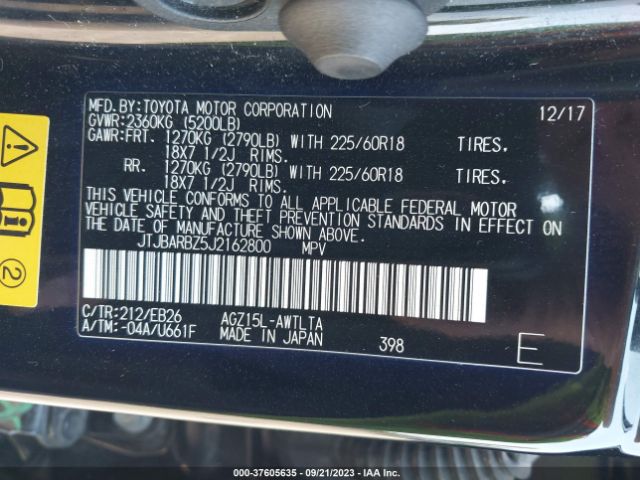 MFD. BY: TOYOTA MOTOR CORPORATION 12/17
GVWR: 2360KG (5200LB)
GAWR: FRT. 1270KG (2790LB) WITH 225/60R18 TIRES.
18X7 1/2J RIMS.
RR. 1270KG (2790LB) WITH 225/60R18 TIRES.
18X7 1/2J RIMS.
THIS VEHICLE CONFORMS TO ALL APPLICABLE FEDERAL MOTOR
VEHICLE SAFETY AND THEFT PREVENTION STANDARDS IN EFFECT ON
THE DATE OF MANUFACTURE SHOWN ABOVE.
JTJBARBZ5J2162800 MPV
C/TR: 212/EB26 AGZ15L-AWTLTA
A/TM: -04A/U661F MADE IN JAPAN 398 E
2
000-37605635 - 09/21/2023 - IAA Inc.